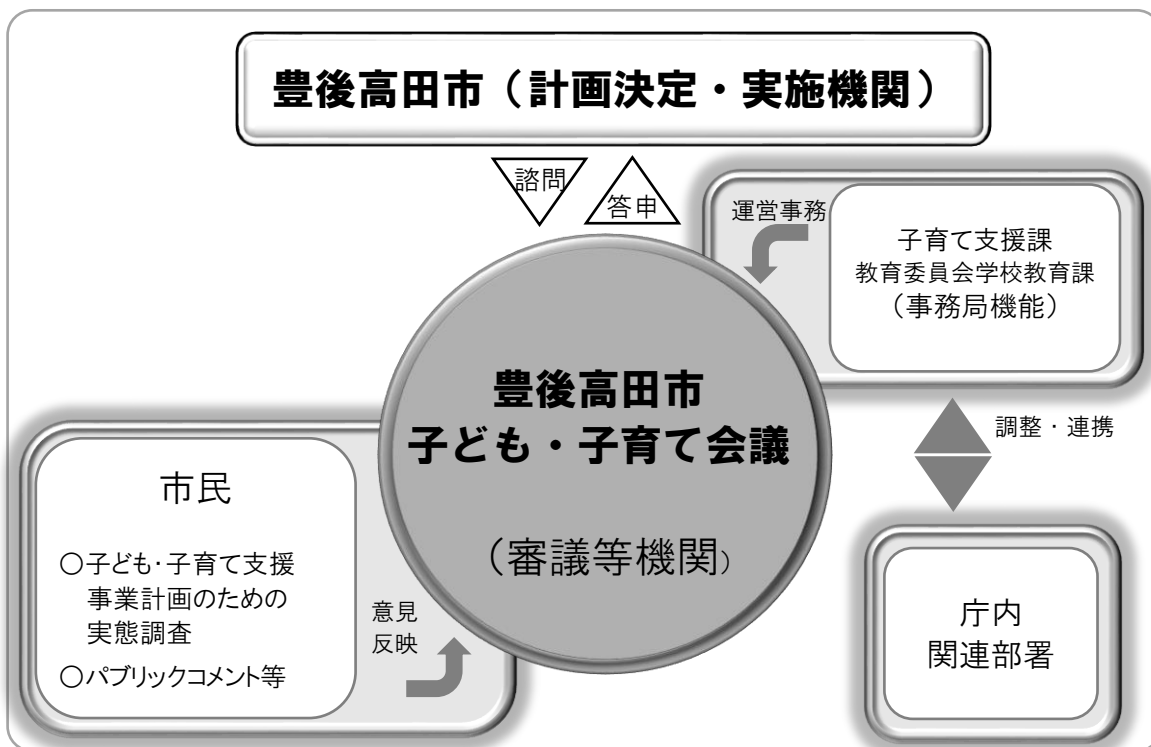 豊後高田市（計画決定・実施機関）
諮問
答申
運営事務
子育て支援課
教育委員会学校教育課
（事務局機能）
豊後高田市
子ども・子育て会議
（審議等機関）
調整・連携
市民
○子ども・子育て支援
事業計画のための
実態調査
○パブリックコメント等
意見
反映
庁内
関連部署